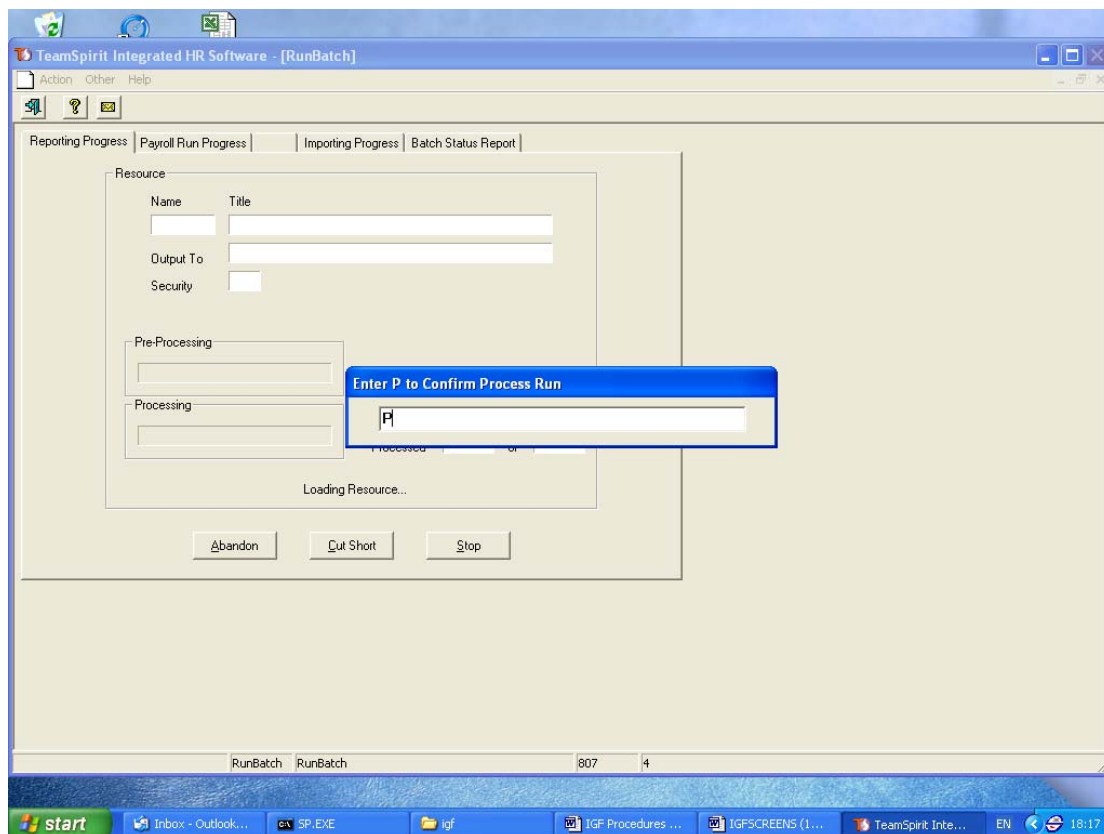 TeamSpirit Integrated HR Software - [RunBatch]
Action Other Help
Reporting Progress Payroll Run Progress Importing Progress Batch Status Report
Resource
Name Title
Output To
Security
Pre-Processing
Enter P to Confirm Process Run
P
Processing
Processed of
Loading Resource...
Abandon Cut Short Stop
RunBatch RunBatch 807 4
start Inbox - Outlook... SP.EXE igf IGF Procedures ... IGFSCREENS (1... TeamSpirit Inte... EN 18:17